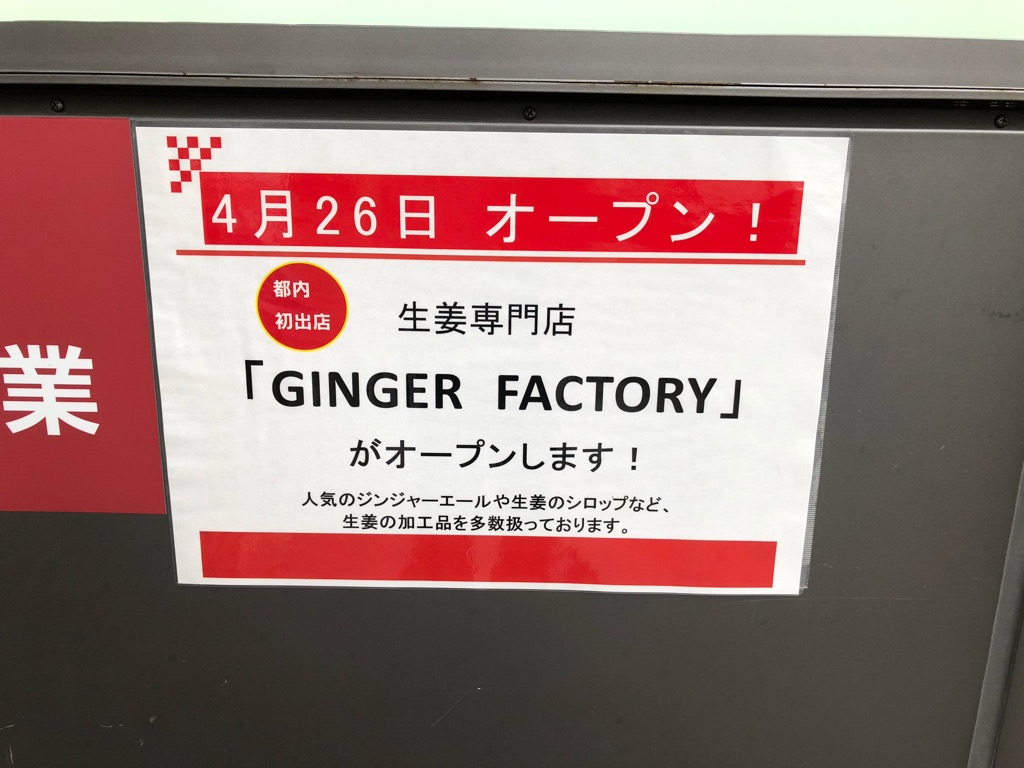 4月26日 オープン！
都内
初出店
生姜専門店
「GINGER FACTORY」
がオープンします！
人気のジンジャーエールや生姜のシロップなど、
生姜の加工品を多数扱っております。
業